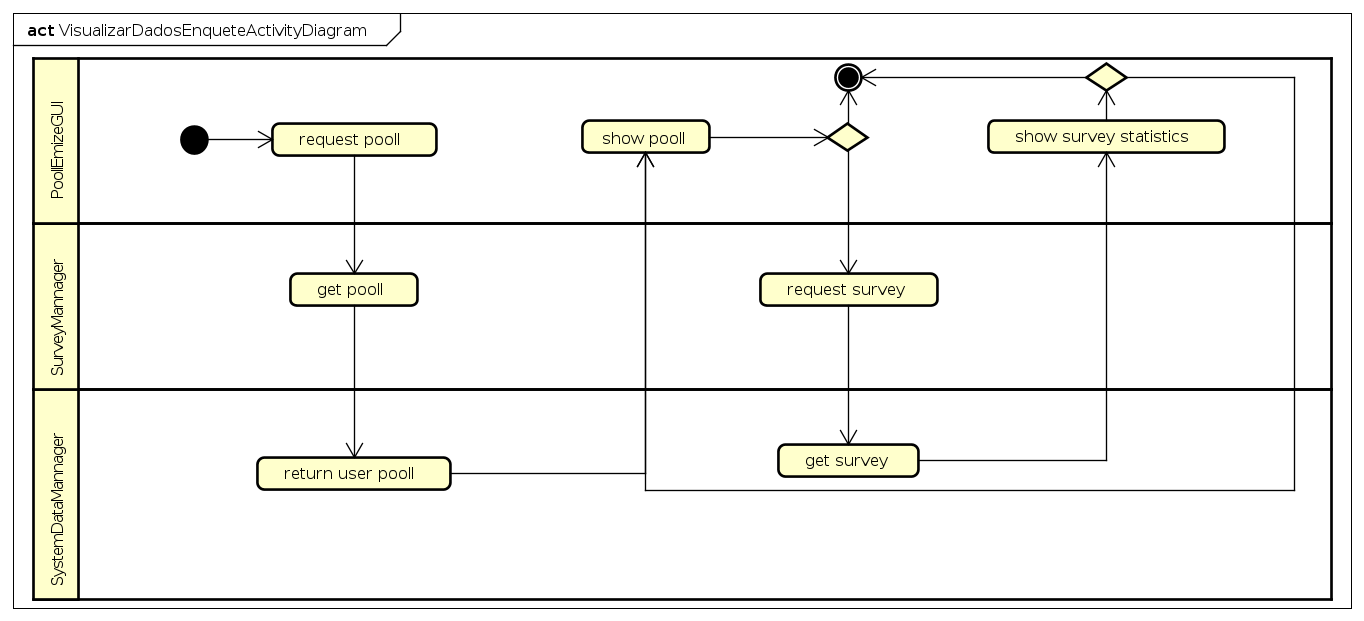 act VisualizarDadosEnqueteActivityDiagram
PoollEmizeGUI
request pooll
show pooll
show survey statistics
SurveyMannager
get pooll
request survey
SystemDataMannager
return user pooll
get survey